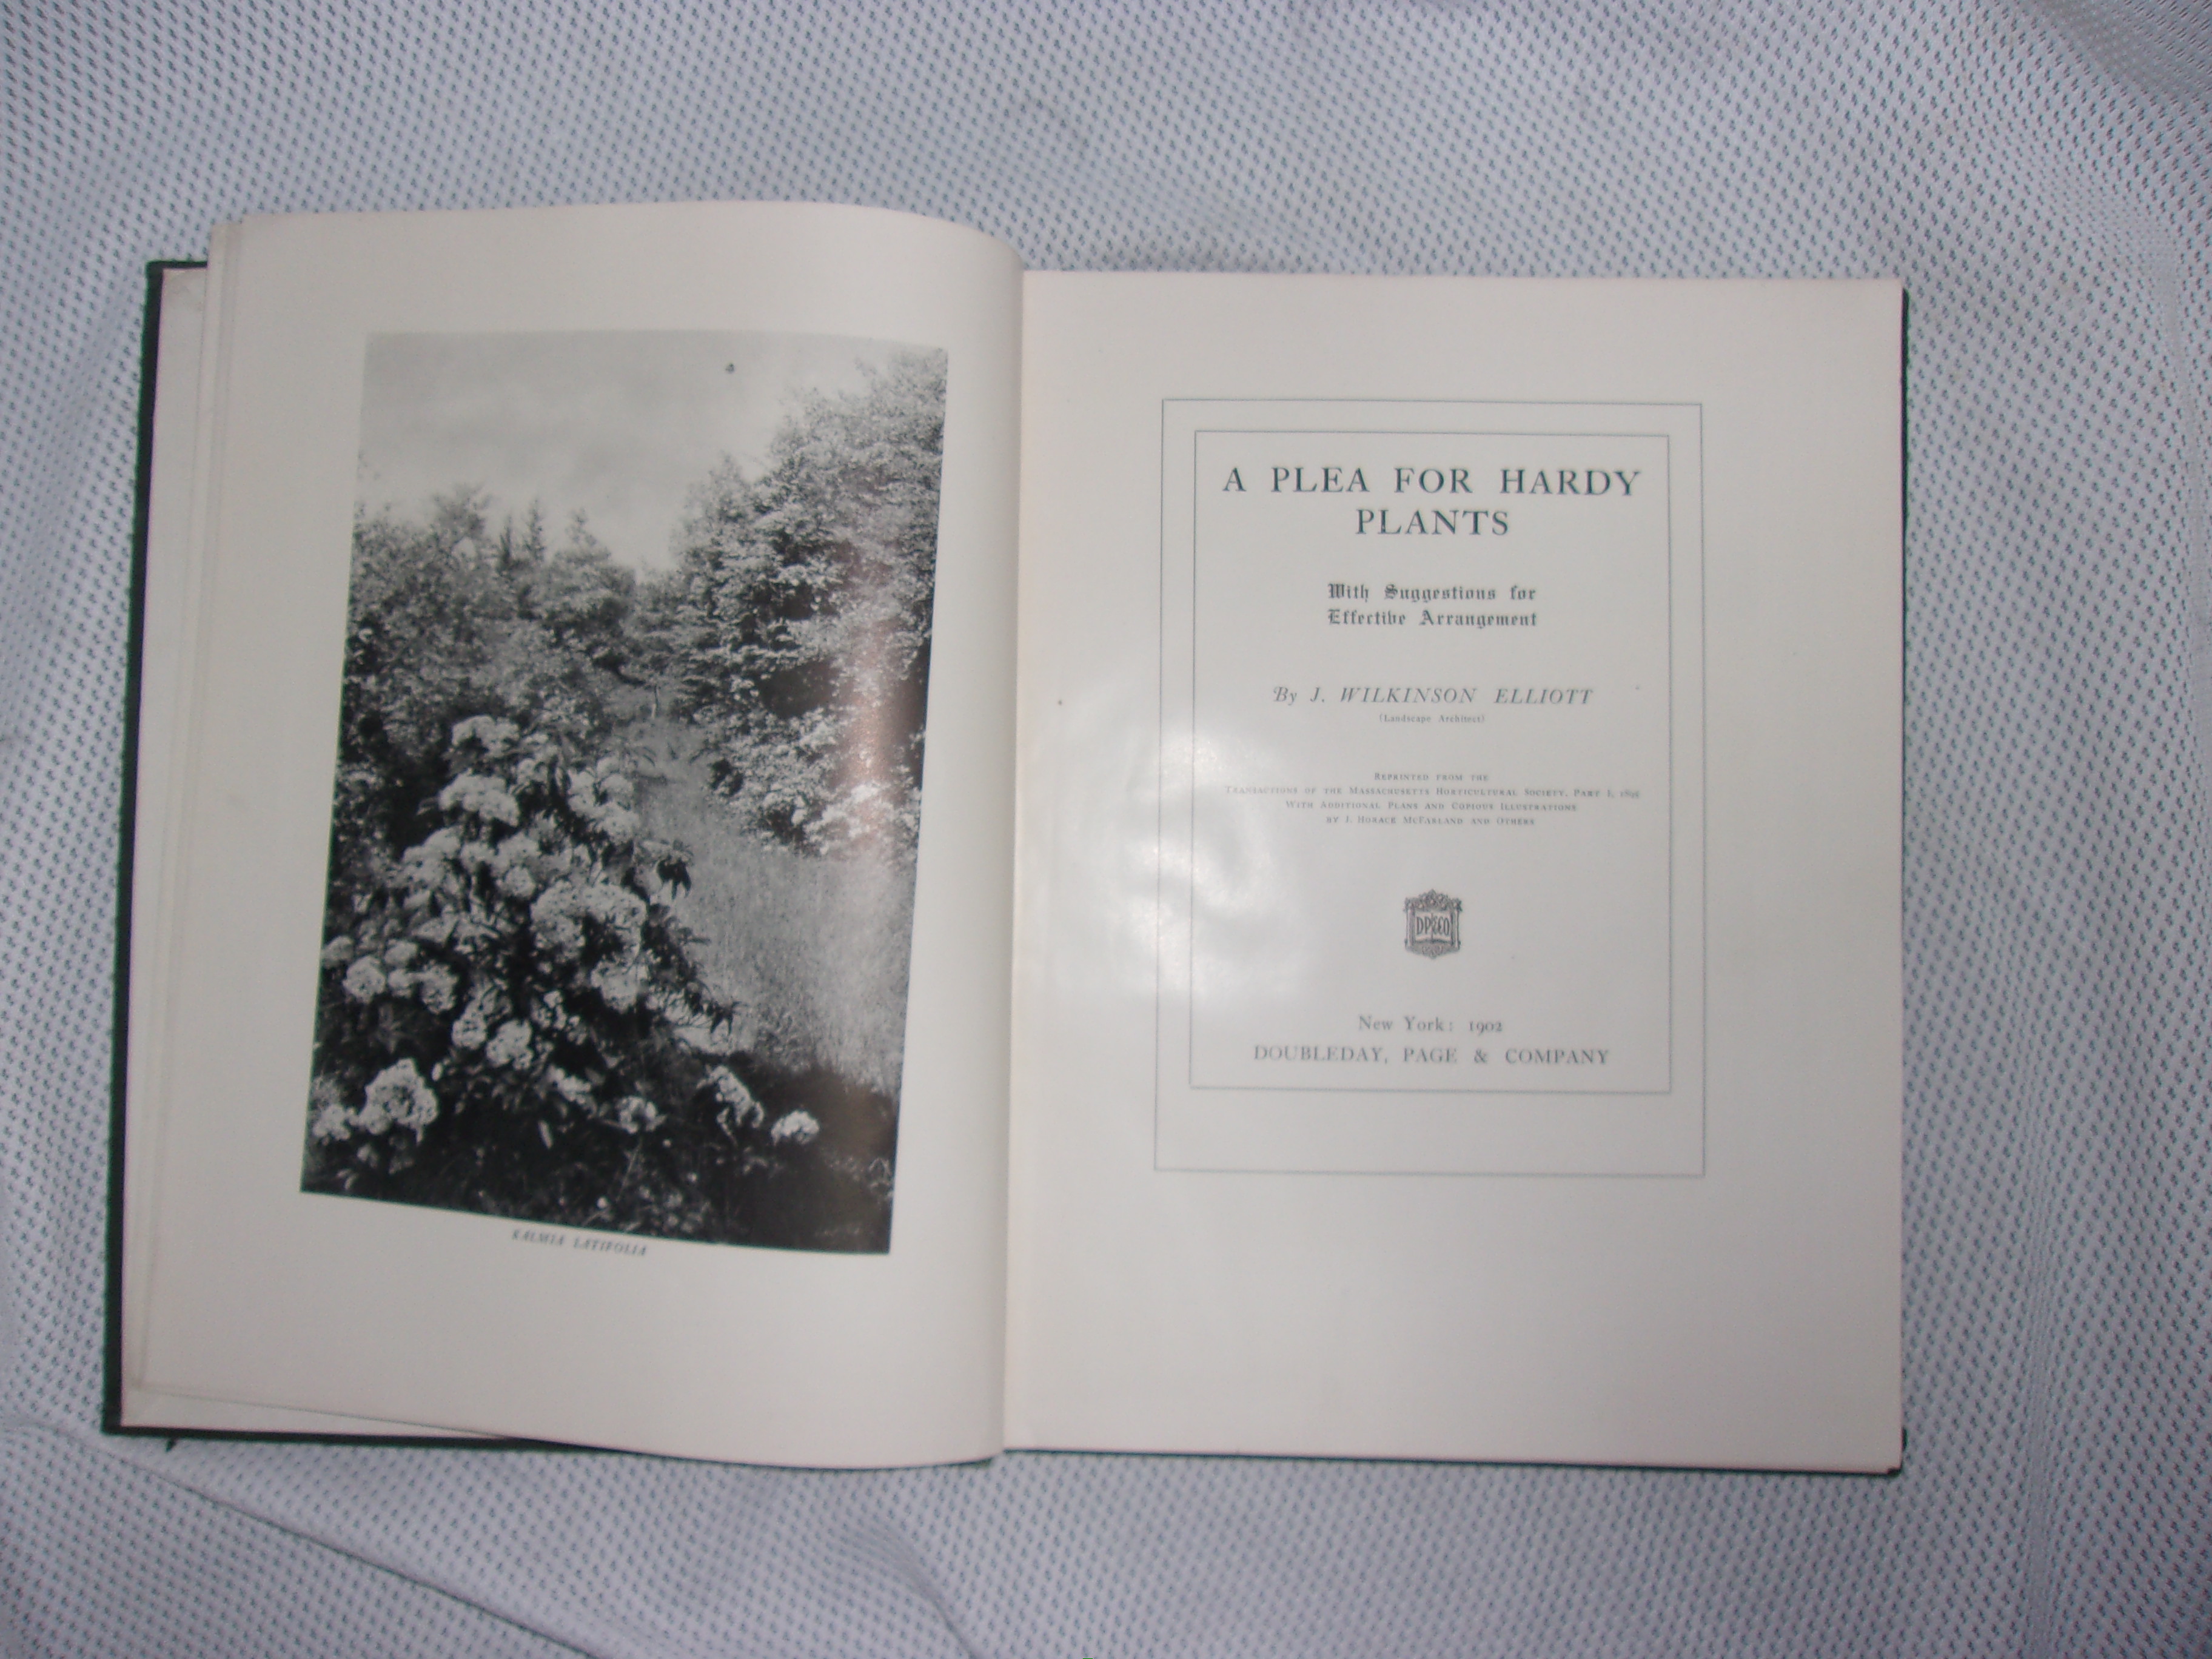 KALMIA LATIFOLIA
A PLEA FOR HARDY
PLANTS
With Suggestions for
Effective Arrangement
By J. WILKINSON ELLIOTT
(Landscape Architect)
REPRINTED FROM THE
TRANSACTIONS OF THE MASSACHUSETTS HORTICULTURAL SOCIETY, PART I,
WITH ADDITIONAL PLANS AND COPIOUS ILLUSTRATIONS
BY J. HORACE MCFARLAND AND OTHERS
DP&CO
New York: 1902
DOUBLEDAY, PAGE & COMPANY